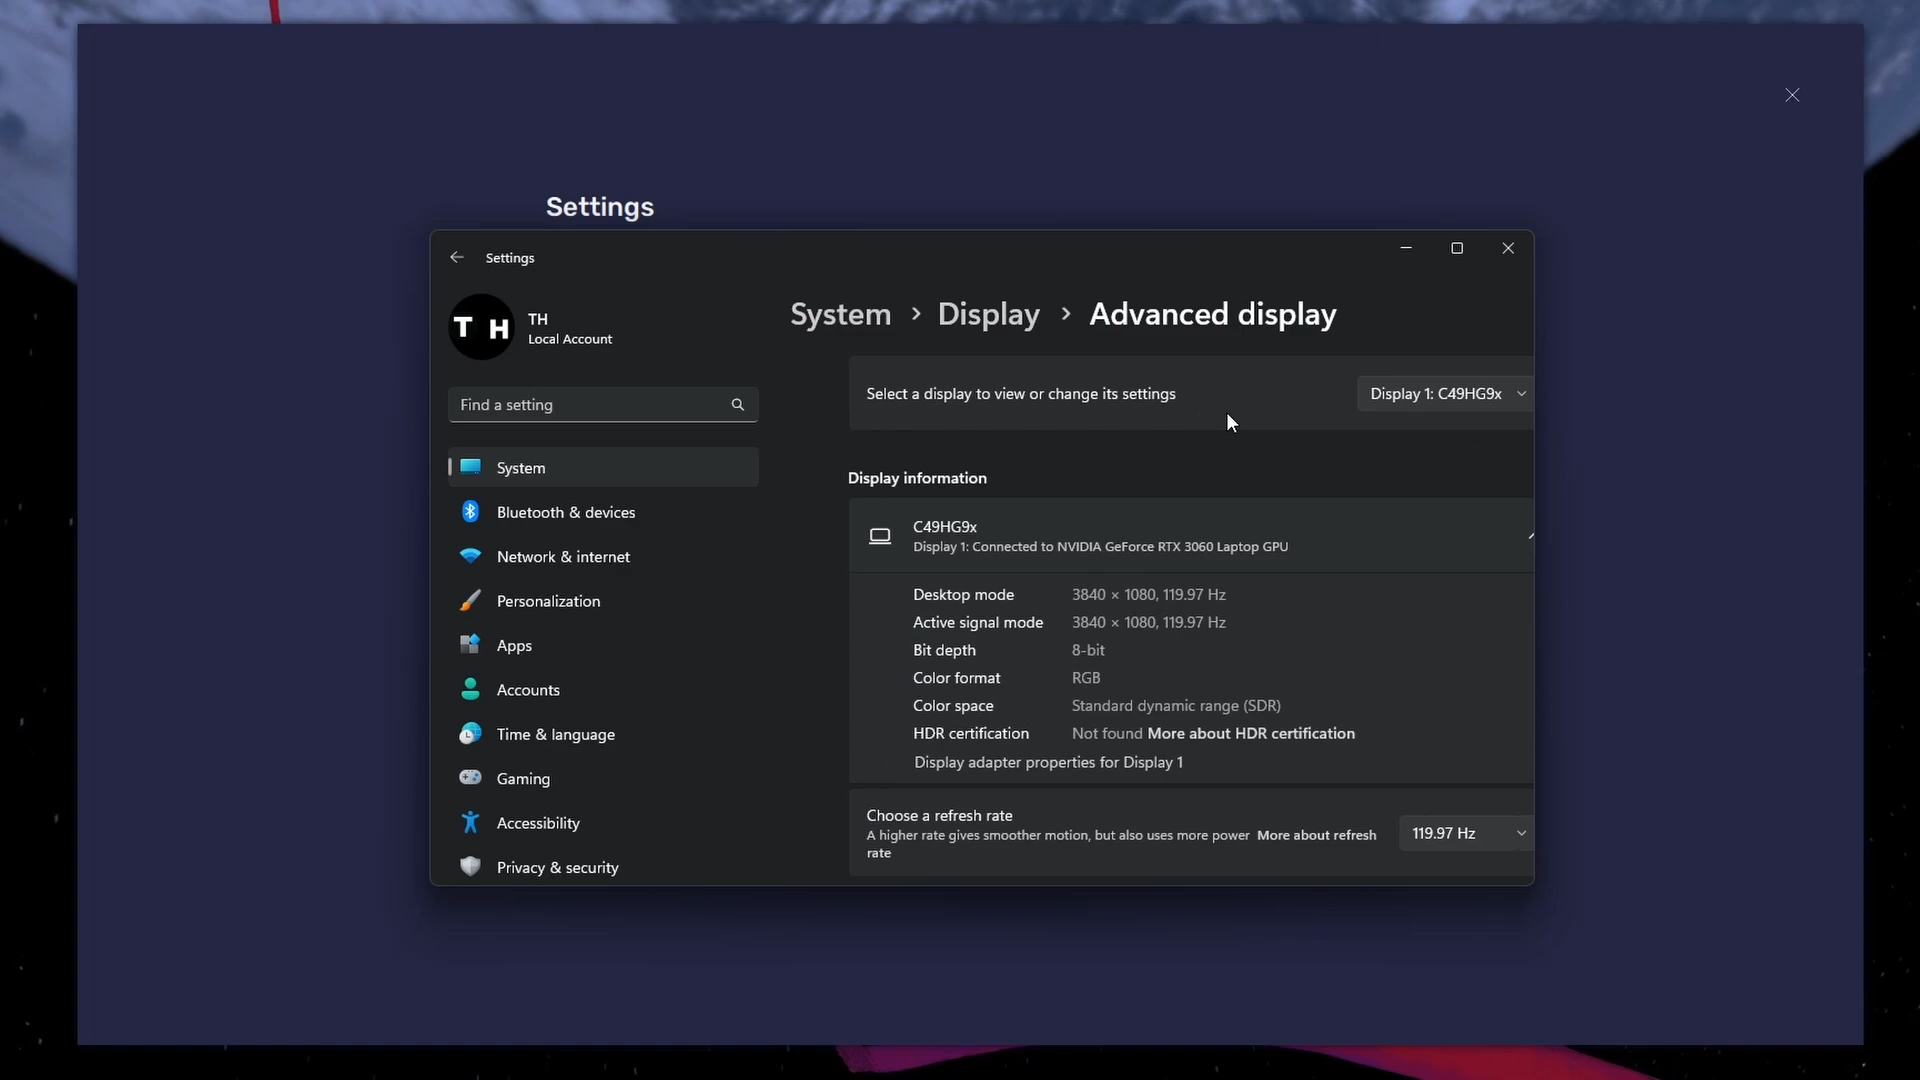 Settings
Settings
T H
TH
Local Account
System > Display > Advanced display
Find a setting
Select a display to view or change its settings
Display 1: C49HG9x
System
Bluetooth & devices
Network & internet
Personalization
Apps
Accounts
Time & language
Gaming
Accessibility
Privacy & security
Display information
C49HG9x
Display 1: Connected to NVIDIA GeForce RTX 3060 Laptop GPU
Desktop mode 3840 × 1080, 119.97 Hz
Active signal mode 3840 × 1080, 119.97 Hz
Bit depth 8-bit
Color format RGB
Color space Standard dynamic range (SDR)
HDR certification Not found More about HDR certification
Display adapter properties for Display 1
Choose a refresh rate
A higher rate gives smoother motion, but also uses more power More about refresh
rate
119.97 Hz